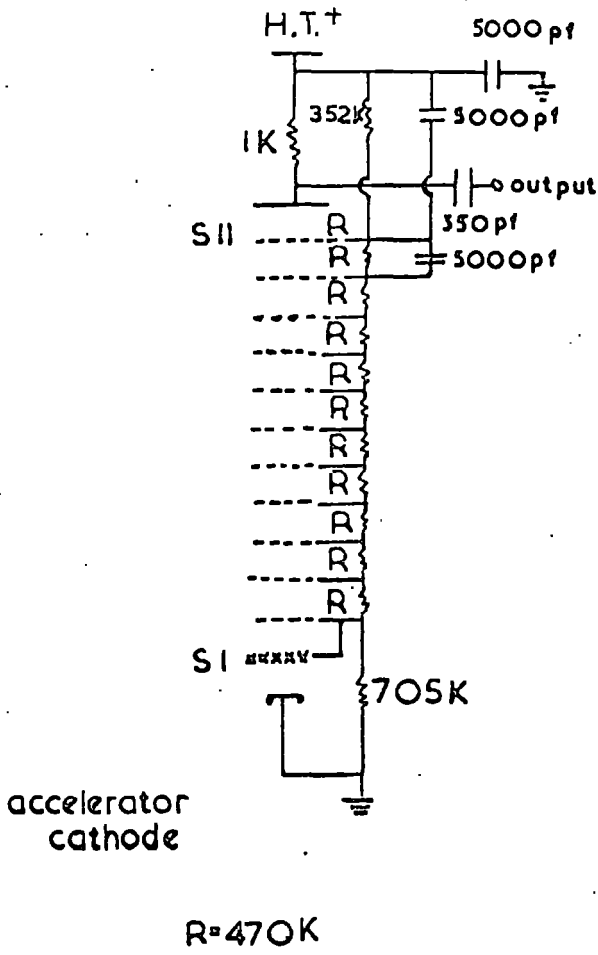 H.T.+
5000 pf
352K
5000 pf
1K
output
350 pf
S11
R
R
5000 pf
R
R
R
R
R
R
R
R
R
S1
705K
accelerator
cathode
R=470K